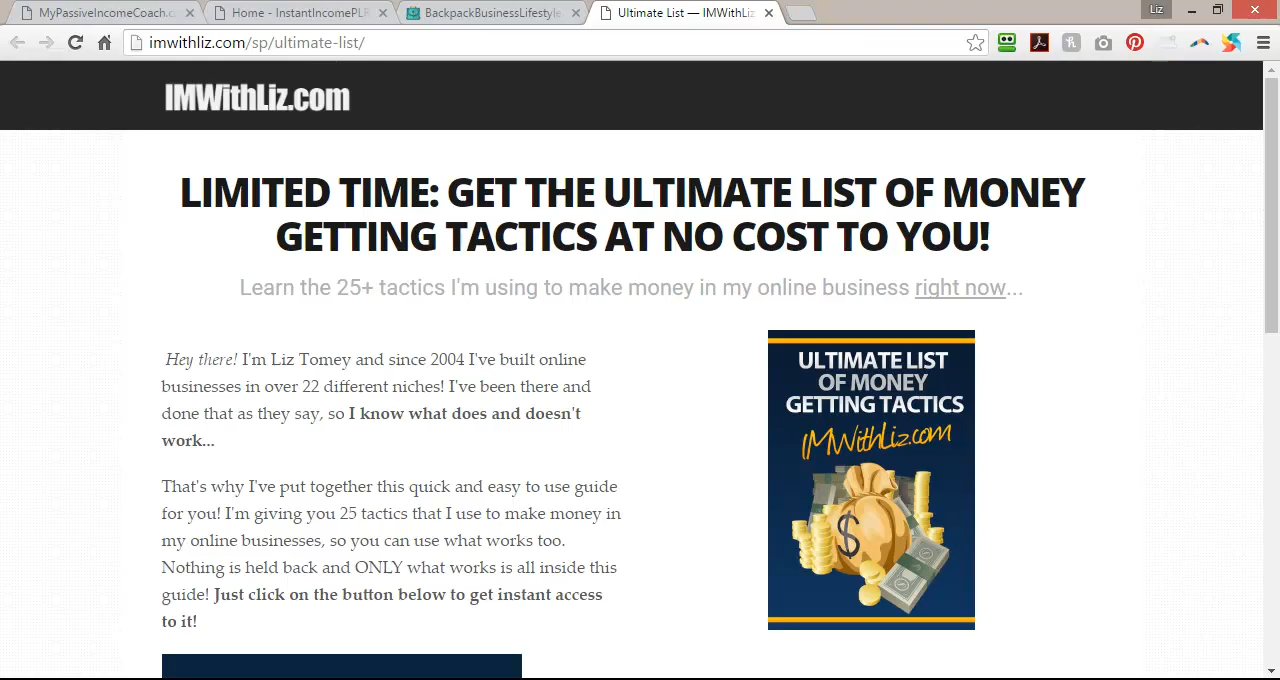 MyPassiveIncomeCoach.c
Home - InstantIncomePLR
BackpackBusinessLifestyle
Ultimate List — IMWithLiz
Liz
imwithliz.com/sp/ultimate-list/
IMWithLiz.com
LIMITED TIME: GET THE ULTIMATE LIST OF MONEY
GETTING TACTICS AT NO COST TO YOU!
Learn the 25+ tactics I'm using to make money in my online business right now...
Hey there! I'm Liz Tomey and since 2004 I've built online
business in over 22 different niches! I've been there and
done that as they say, so I know what does and doesn't
work...
That's why I've put together this quick and easy to use guide
for you! I'm giving you 25 tactics that I use to make money in
my online businesses, so you can use what works too.
Nothing is held back and ONLY what works is all inside this
guide! Just click on the button below to get instant access
to it!
ULTIMATE LIST
OF MONEY
GETTING TACTICS
IMWithLiz.com
$